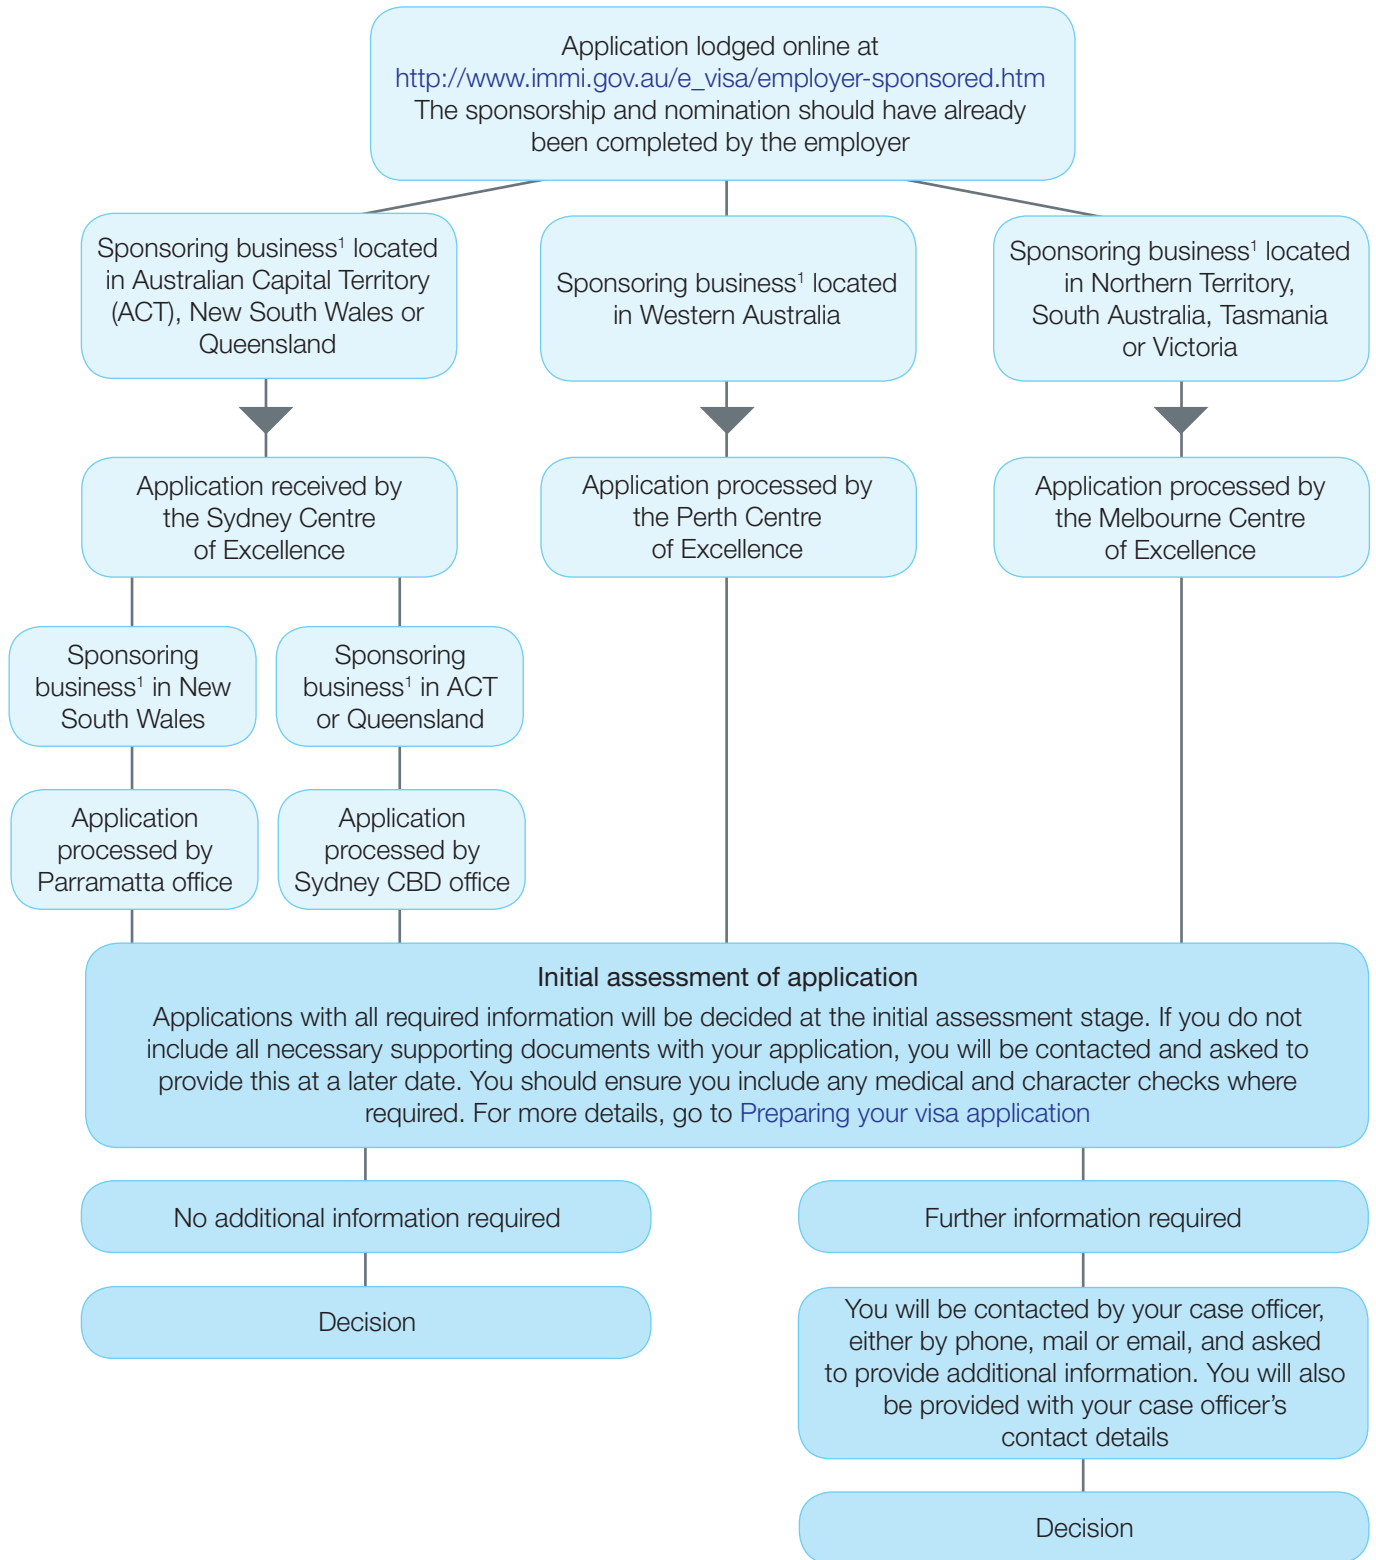 Application lodged online at
http://www.immi.gov.au/e_visa/employer-sponsored.htm
The sponsorship and nomination should have already
been completed by the employer
Sponsoring business¹ located
in Australian Capital Territory
(ACT), New South Wales or
Queensland
Sponsoring business¹ located
in Western Australia
Sponsoring business¹ located
in Northern Territory,
South Australia, Tasmania
or Victoria
Application received by
the Sydney Centre
of Excellence
Application processed by
the Perth Centre
of Excellence
Application processed by
the Melbourne Centre
of Excellence
Sponsoring
business¹ in New
South Wales
Sponsoring
business¹ in ACT
or Queensland
Application
processed by
Parramatta office
Application
processed by
Sydney CBD office
Initial assessment of application
Applications with all required information will be decided at the initial assessment stage. If you do not
include all necessary supporting documents with your application, you will be contacted and asked to
provide this at a later date. You should ensure you include any medical and character checks where
required. For more details, go to Preparing your visa application
No additional information required
Decision
Further information required
You will be contacted by your case officer,
either by phone, mail or email, and asked
to provide additional information. You will also
be provided with your case officer’s
contact details
Decision